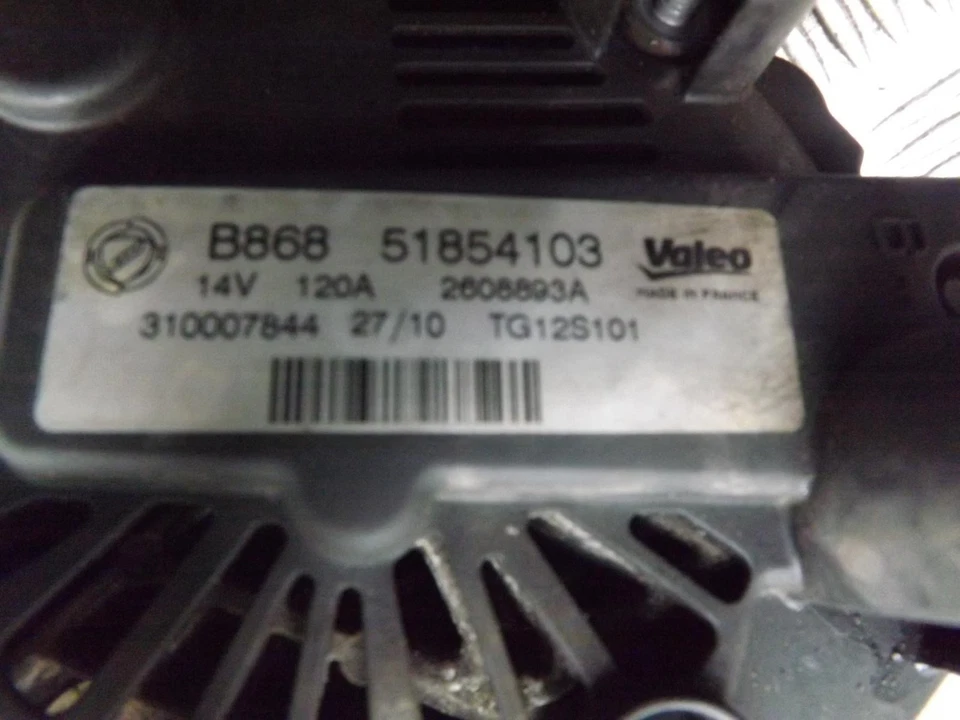 B868 51854103 Valeo
14V 120A 2608893A MADE IN FRANCE
310007844 27/10 TG12S101